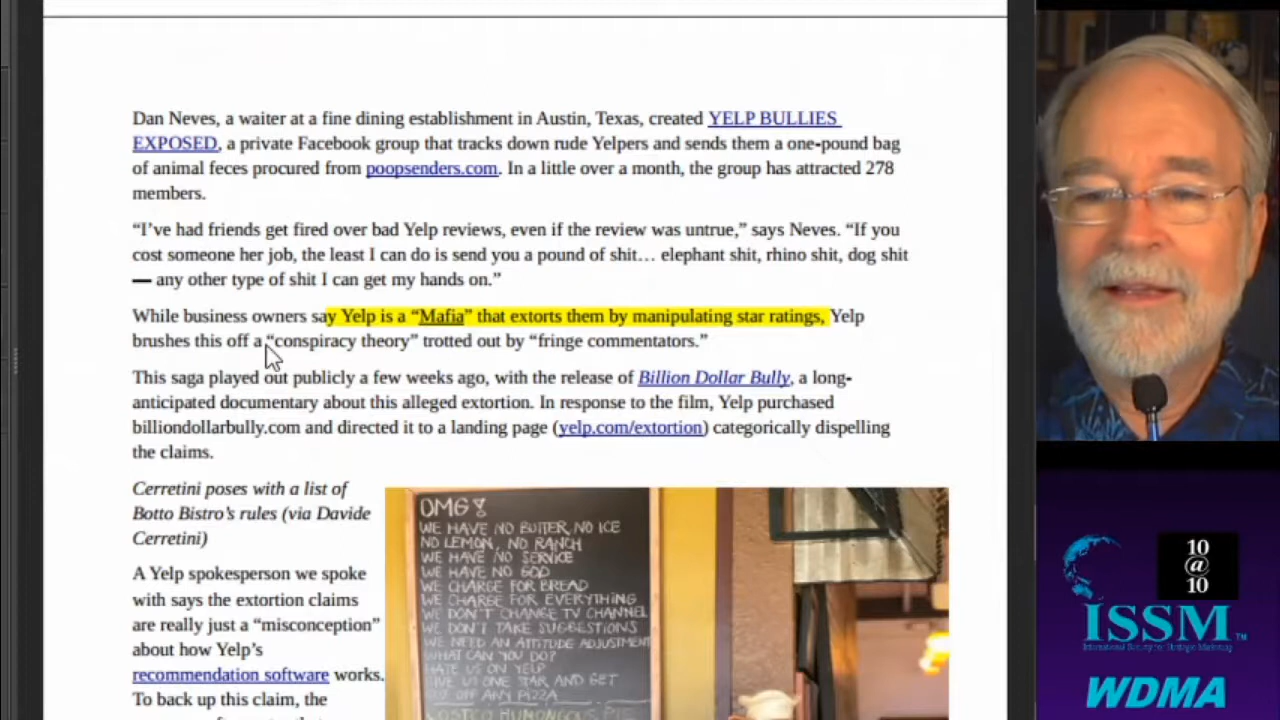 Dan Neves, a waiter at a fine dining establishment in Austin, Texas, created YELP BULLIES
EXPOSED, a private Facebook group that tracks down rude Yelpers and sends them a one-pound bag
of animal feces procured from poopsenders.com. In a little over a month, the group has attracted 278
members.
“I’ve had friends get fired over bad Yelp reviews, even if the review was untrue,” says Neves. “If you
cost someone her job, the least I can do is send you a pound of shit… elephant shit, rhino shit, dog shit
— any other type of shit I can get my hands on.”
While business owners say Yelp is a “Mafia” that extorts them by manipulating star ratings, Yelp
brushes this off a “conspiracy theory” trotted out by “fringe commentators.”
This saga played out publicly a few weeks ago, with the release of Billion Dollar Bully, a long-
anticipated documentary about this alleged extortion. In response to the film, Yelp purchased
billiondollarbully.com and directed it to a landing page (yelp.com/extortion) categorically dispelling
the claims.
Cerretini poses with a list of
Botto Bistro’s rules (via Davide
Cerretini)
A Yelp spokesperson we spoke
with says the extortion claims
are really just a “misconception”
about how Yelp’s
recommendation software works.
To back up this claim, the
OMG!
WE HAVE NO BUTTER, NO ICE
NO LEMON, NO RANCH
WE HAVE NO SERVICE
WE HAVE NO GOD
WE CHARGE FOR BREAD
WE CHARGE FOR EVERYTHING
WE DON'T CHANGE TV CHANNEL
WE DON'T TAKE SUGGESTIONS
WE NEED AN ATTITUDE ADJUSTMENT
WHAT CAN YOU DO?
HATE US ON YELP
GIVE US ONE STAR AND GET
OFF ANY PIZZA
HUMONGOUS PIE
10
@
10
ISSM TM
International Society for Strategic Marketing
WDMA